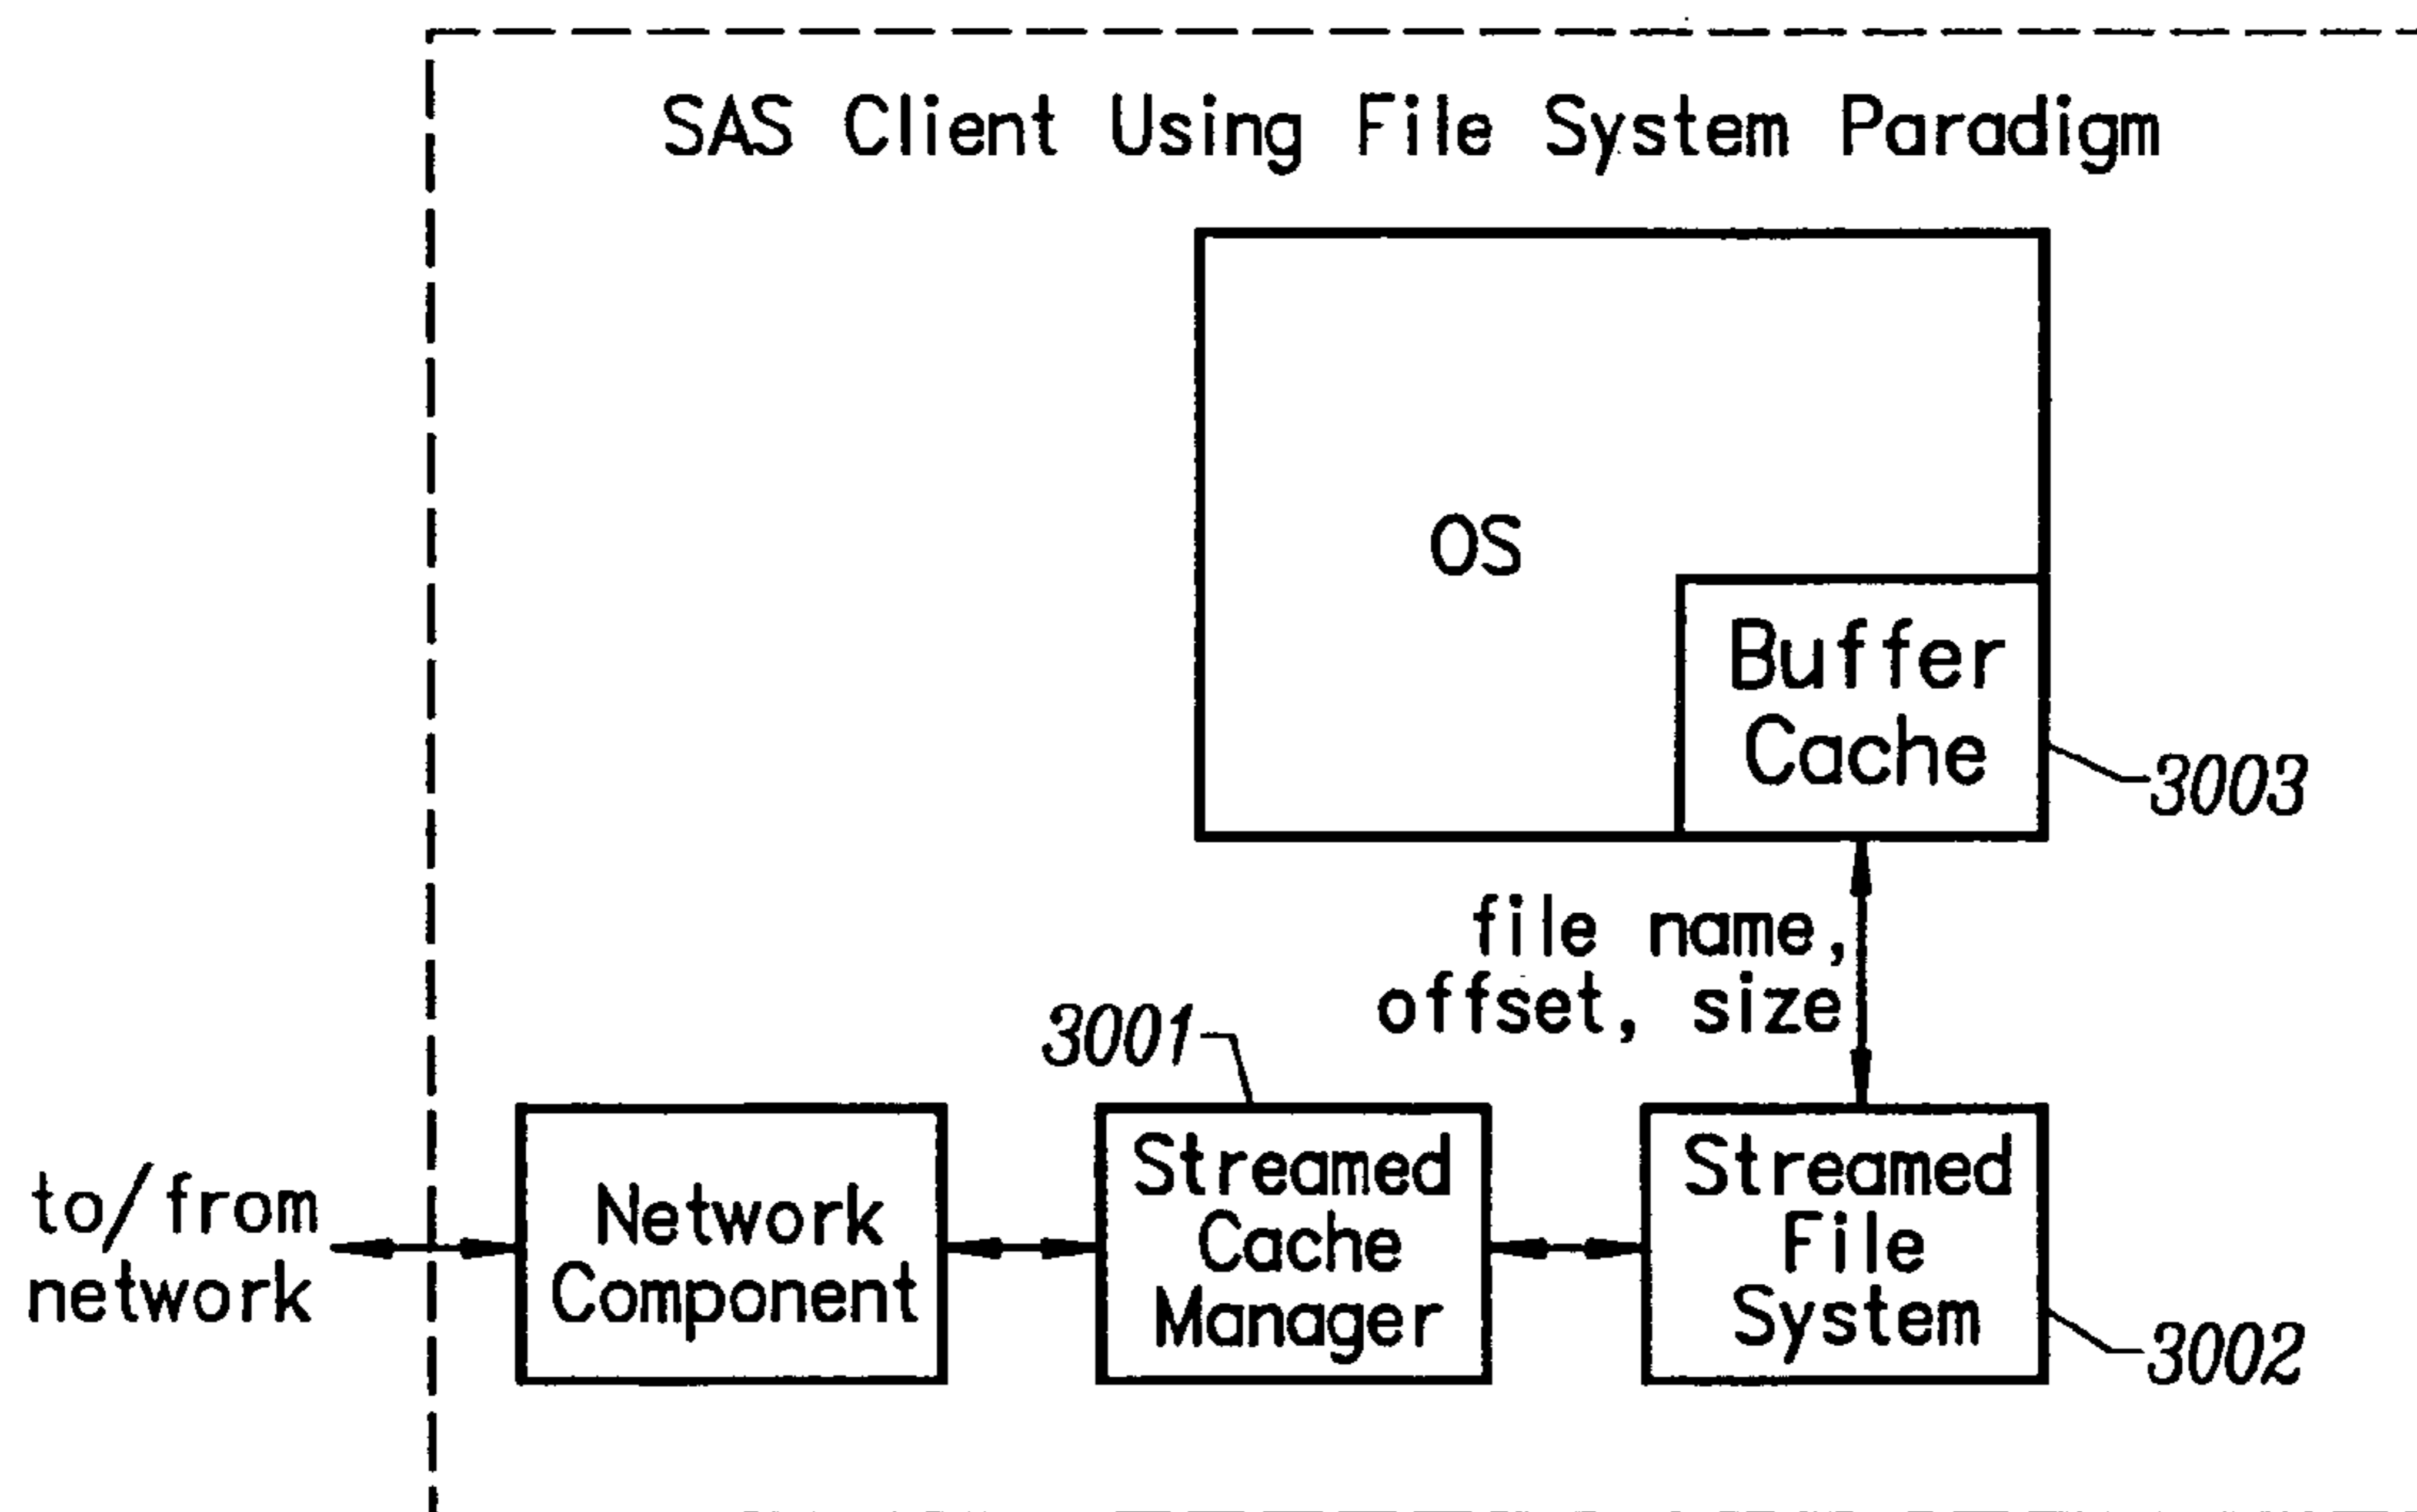 SAS Client Using File System Paradigm
OS
Buffer
Cache
3003
file name,
offset, size
3001
to/from
network
Network
Component
Streamed
Cache
Manager
Streamed
File
System
3002